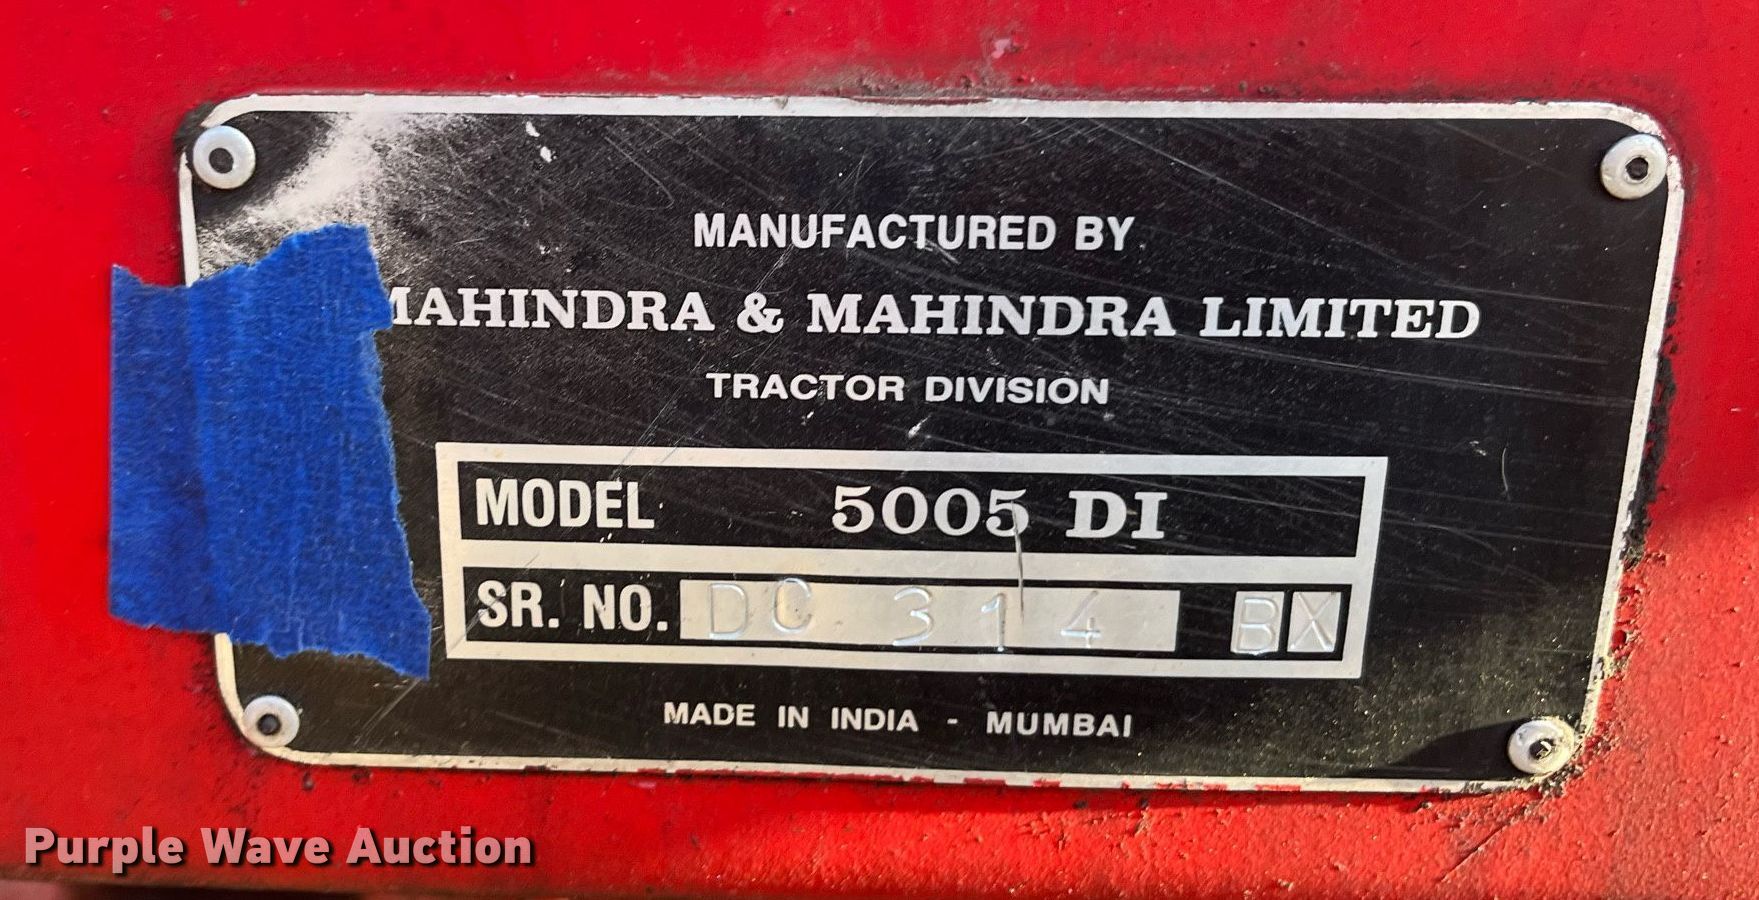 MANUFACTURED BY
MAHINDRA & MAHINDRA LIMITED
TRACTOR DIVISION
MODEL 5005 DI
SR. NO. DC 314 BX
MADE IN INDIA - MUMBAI
Purple Wave Auction